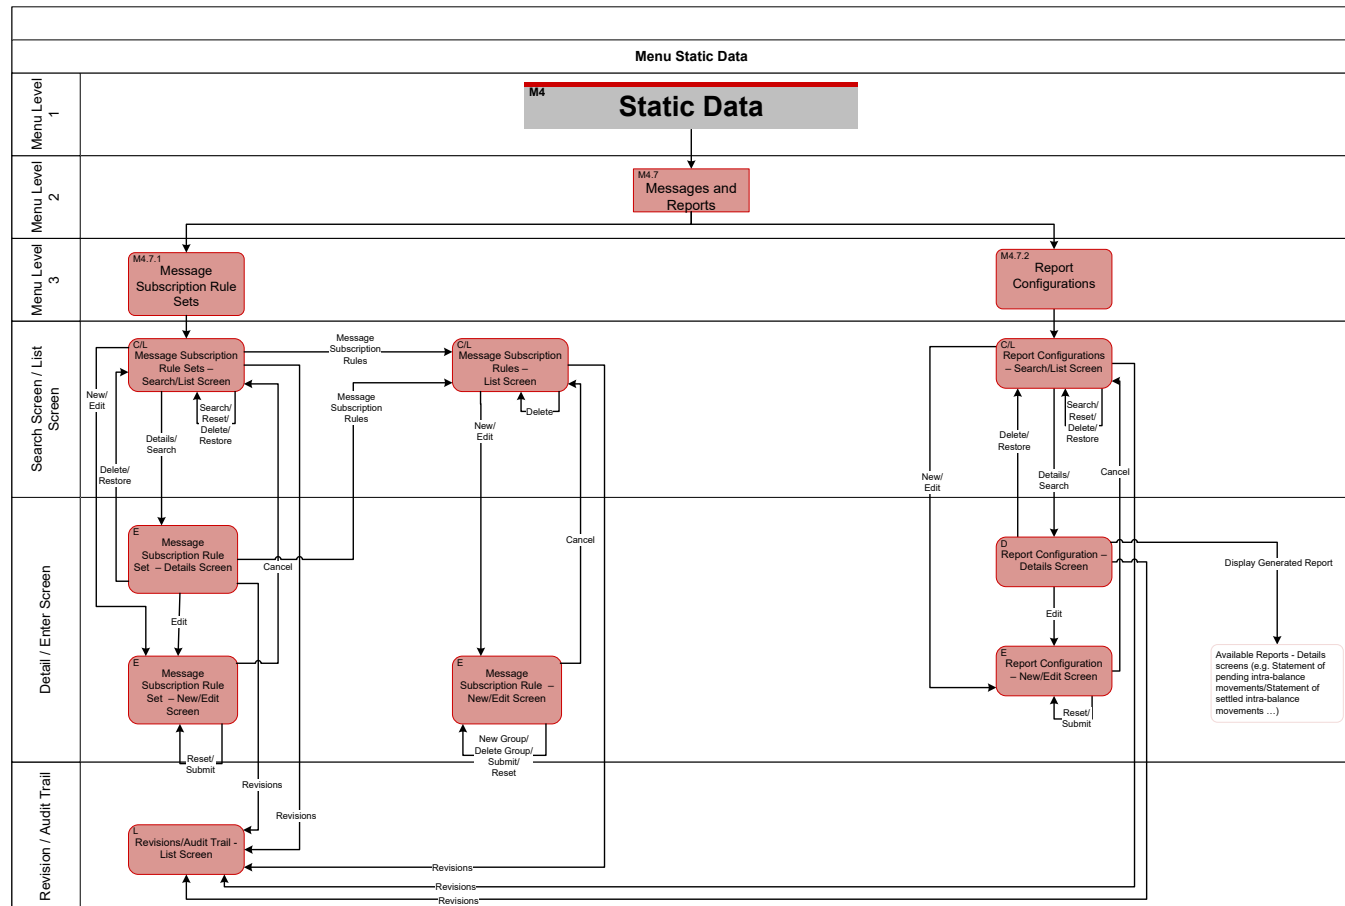 Menu Static Data
Menu Level
1
M4
Static Data
Menu Level
2
M4.7
Messages and
Reports
Menu Level
3
M4.7.1
Message
Subscription Rule
Sets
M4.7.2
Report
Configurations
Search Screen / List
Screen
C/L
Message Subscription
Rule Sets –
Search/List Screen
Message
Subscription
Rules
C/L
Message Subscription
Rules –
List Screen
C/L
Report Configurations
– Search/List Screen
New/
Edit
Search/
Reset/
Delete/
Restore
Message
Subscription
Rules
Delete
Search/
Reset/
Delete/
Restore
Details/
Search
New/
Edit
Delete/
Restore
Delete/
Restore
Details/
Search
New/
Edit
Cancel
Detail / Enter Screen
E
Message
Subscription Rule
Set – Details Screen
Cancel
Cancel
D
Report Configuration –
Details Screen
Display Generated Report
Edit
Edit
E
Message
Subscription Rule
Set – New/Edit
Screen
E
Message
Subscription Rule –
New/Edit Screen
E
Report Configuration
– New/Edit Screen
Available Reports - Details
screens (e.g. Statement of
pending intra-balance
movements/Statement of
settled intra-balance
movements …)
Reset/
Submit
New Group/
Delete Group/
Submit/
Reset
Reset/
Submit
Revision / Audit Trail
Revisions
Revisions
L
Revisions/Audit Trail -
List Screen
Revisions
Revisions
Revisions